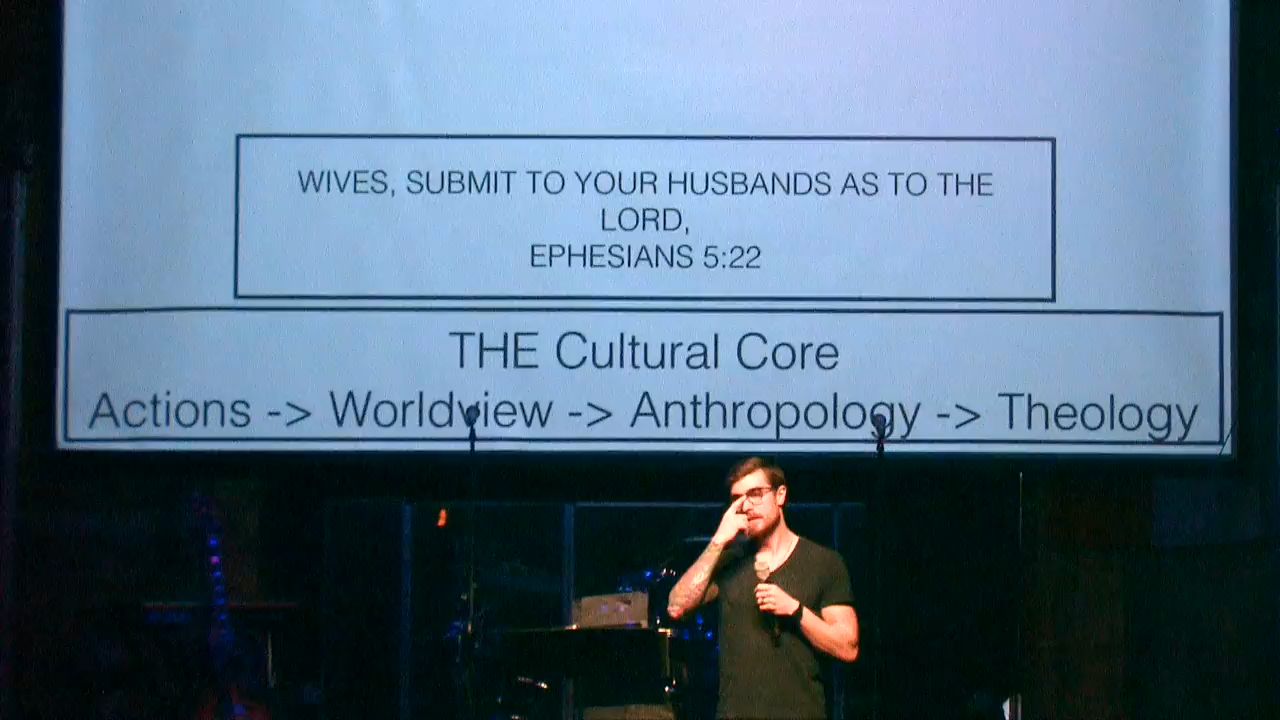 WIVES, SUBMIT TO YOUR HUSBANDS AS TO THE
LORD,
EPHESIANS 5:22
THE Cultural Core
Actions -> Worldview -> Anthropology -> Theology